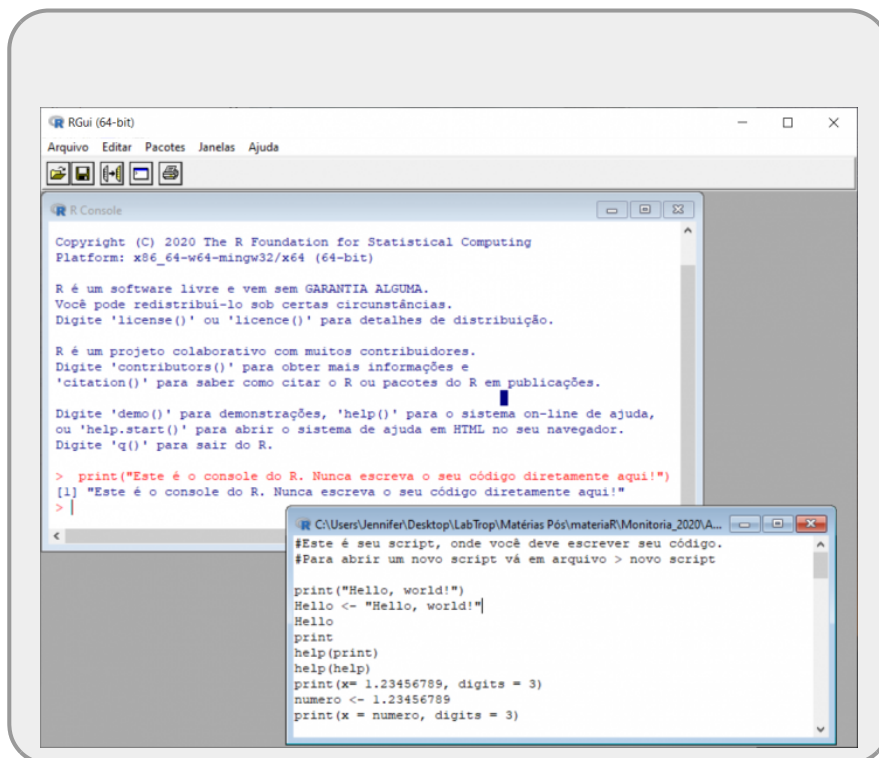 RGui (64-bit)
Arquivo Editar Pacotes Janelas Ajuda
R Console
Copyright (C) 2020 The R Foundation for Statistical Computing
Platform: x86_64-w64-mingw32/x64 (64-bit)
R é um software livre e vem sem GARANTIA ALGUMA.
Você pode redistribuí-lo sob certas circunstâncias.
Digite 'license()' ou 'licence()' para detalhes de distribuição.
R é um projeto colaborativo com muitos contribuidores.
Digite 'contributors()' para obter mais informações e
'citation()' para saber como citar o R ou pacotes do R em publicações.
Digite 'demo()' para demonstrações, 'help()' para o sistema on-line de ajuda,
ou 'help.start()' para abrir o sistema de ajuda em HTML no seu navegador.
Digite 'q()' para sair do R.
> print("Este é o console do R. Nunca escreva o seu código diretamente aqui!")
[1] "Este é o console do R. Nunca escreva o seu código diretamente aqui!"
>
C:\Users\Jennifer\Desktop\LabTrop\Matérias Pós\materiaR\Monitoria_2020\A...
#Este é seu script, onde você deve escrever seu código.
#Para abrir um novo script vá em arquivo > novo script
print("Hello, world!")
Hello <- "Hello, world!"
Hello
print
help(print)
help(help)
print(x= 1.23456789, digits = 3)
numero <- 1.23456789
print(x = numero, digits = 3)